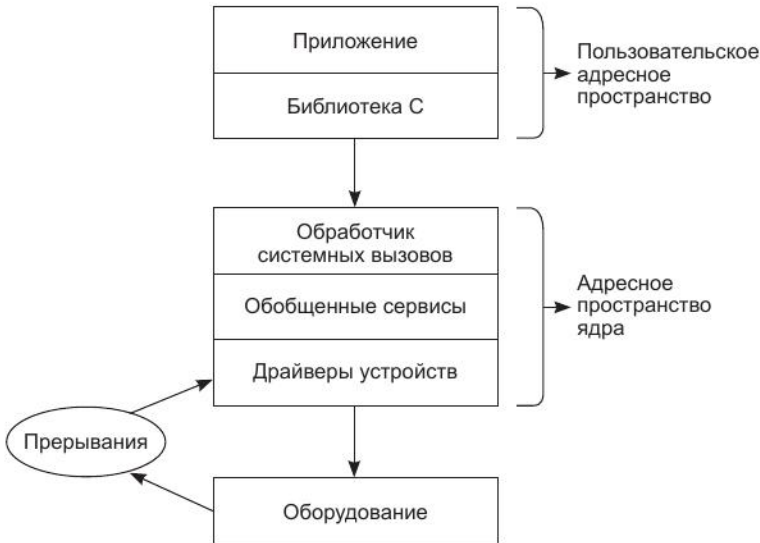 Приложение
Библиотека C
Пользовательское
адресное
пространство
Обработчик
системных вызовов
Обобщенные сервисы
Драйверы устройств
Адресное
пространство
ядра
Прерывания
Оборудование